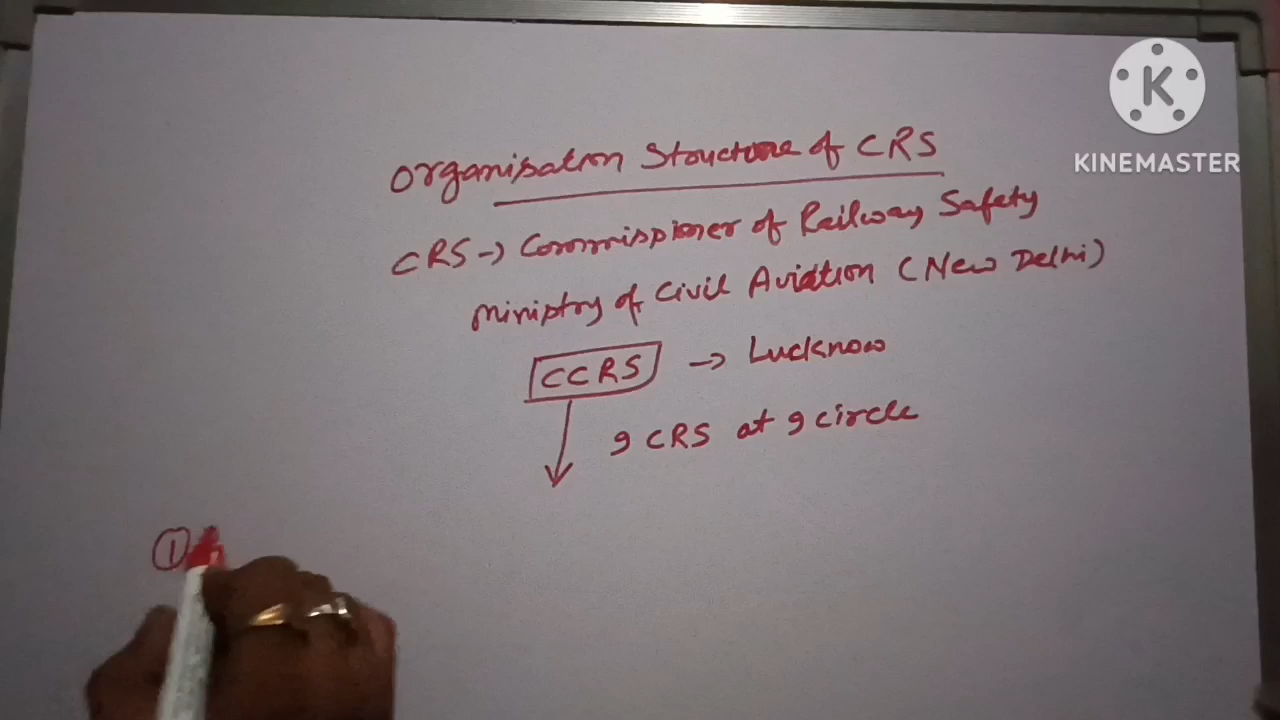 KINEMASTER
Organisation Structure of CRS
CRS → Commissioner of Railway Safety
Ministry of Civil Aviation (New Delhi)
CCRS → Lucknow
9 CRS at 9 circle
①